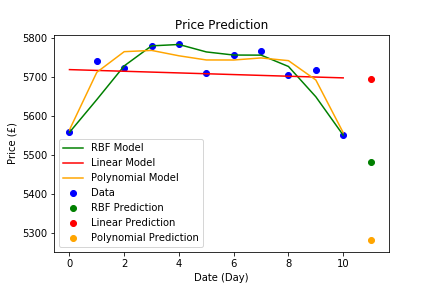 Price Prediction
Price (£)
5800
5700
5600
5500
5400
5300
RBF Model
Linear Model
Polynomial Model
Data
RBF Prediction
Linear Prediction
Polynomial Prediction
0 2 4 6 8 10
Date (Day)